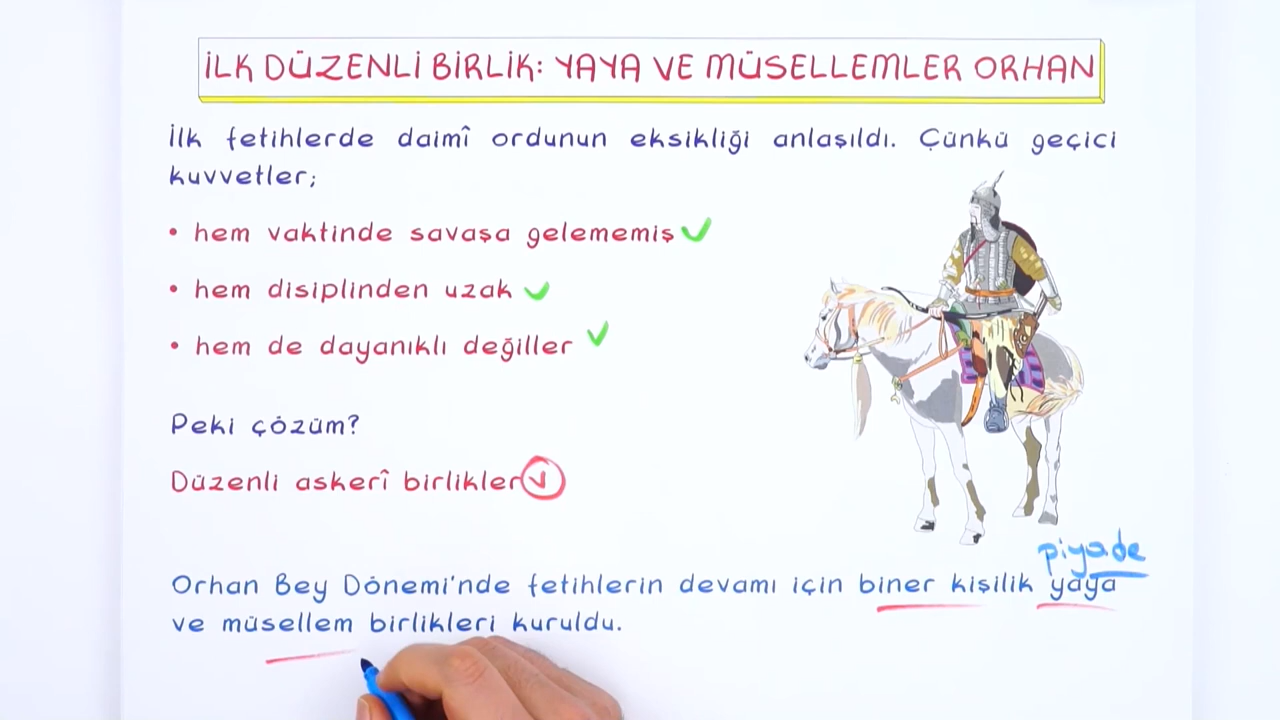 İLK DÜZENLİ BİRLİK: YAYA VE MÜSELLEMLER ORHAN
İlk fetihlerde daimî ordunun eksikliği anlaşıldı. Çünkü geçici
kuvvetler;
• hem vaktinde savaşa gelememiş
• hem disiplinden uzak
• hem de dayanıklı değiller
Peki çözüm?
Düzenli askerî birlikler
piyade
Orhan Bey Dönemi'nde fetihlerin devamı için biner kişilik yaya
ve müsellem birlikleri kuruldu.